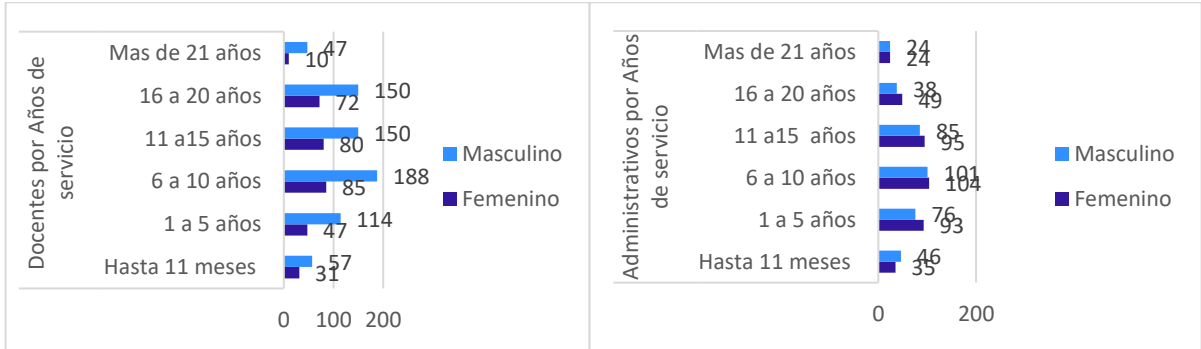 Docentes por Años de
servicio
Mas de 21 años
47
10
16 a 20 años
150
72
11 a15 años
150
80
6 a 10 años
188
85
1 a 5 años
114
47
Hasta 11 meses
57
31
0 100 200
Masculino
Femenino
Administrativos por Años
de servicio
Mas de 21 años
24
24
16 a 20 años
38
49
11 a15 años
85
95
6 a 10 años
101
104
1 a 5 años
76
93
Hasta 11 meses
46
35
0 200
Masculino
Femenino